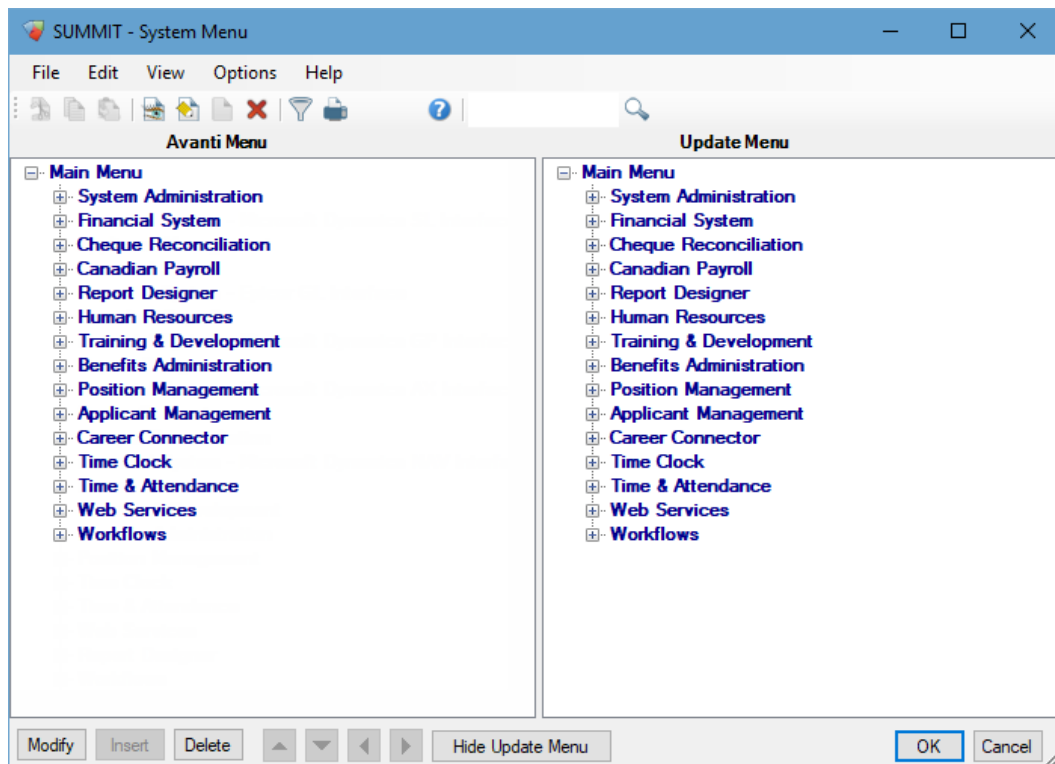 SUMMIT - System Menu
File Edit View Options Help
Avanti Menu
Update Menu
Main Menu
System Administration
Financial System
Cheque Reconciliation
Canadian Payroll
Report Designer
Human Resources
Training & Development
Benefits Administration
Position Management
Applicant Management
Career Connector
Time Clock
Time & Attendance
Web Services
Workflows
Main Menu
System Administration
Financial System
Cheque Reconciliation
Canadian Payroll
Report Designer
Human Resources
Training & Development
Benefits Administration
Position Management
Applicant Management
Career Connector
Time Clock
Time & Attendance
Web Services
Workflows
Modify Insert Delete Hide Update Menu OK Cancel